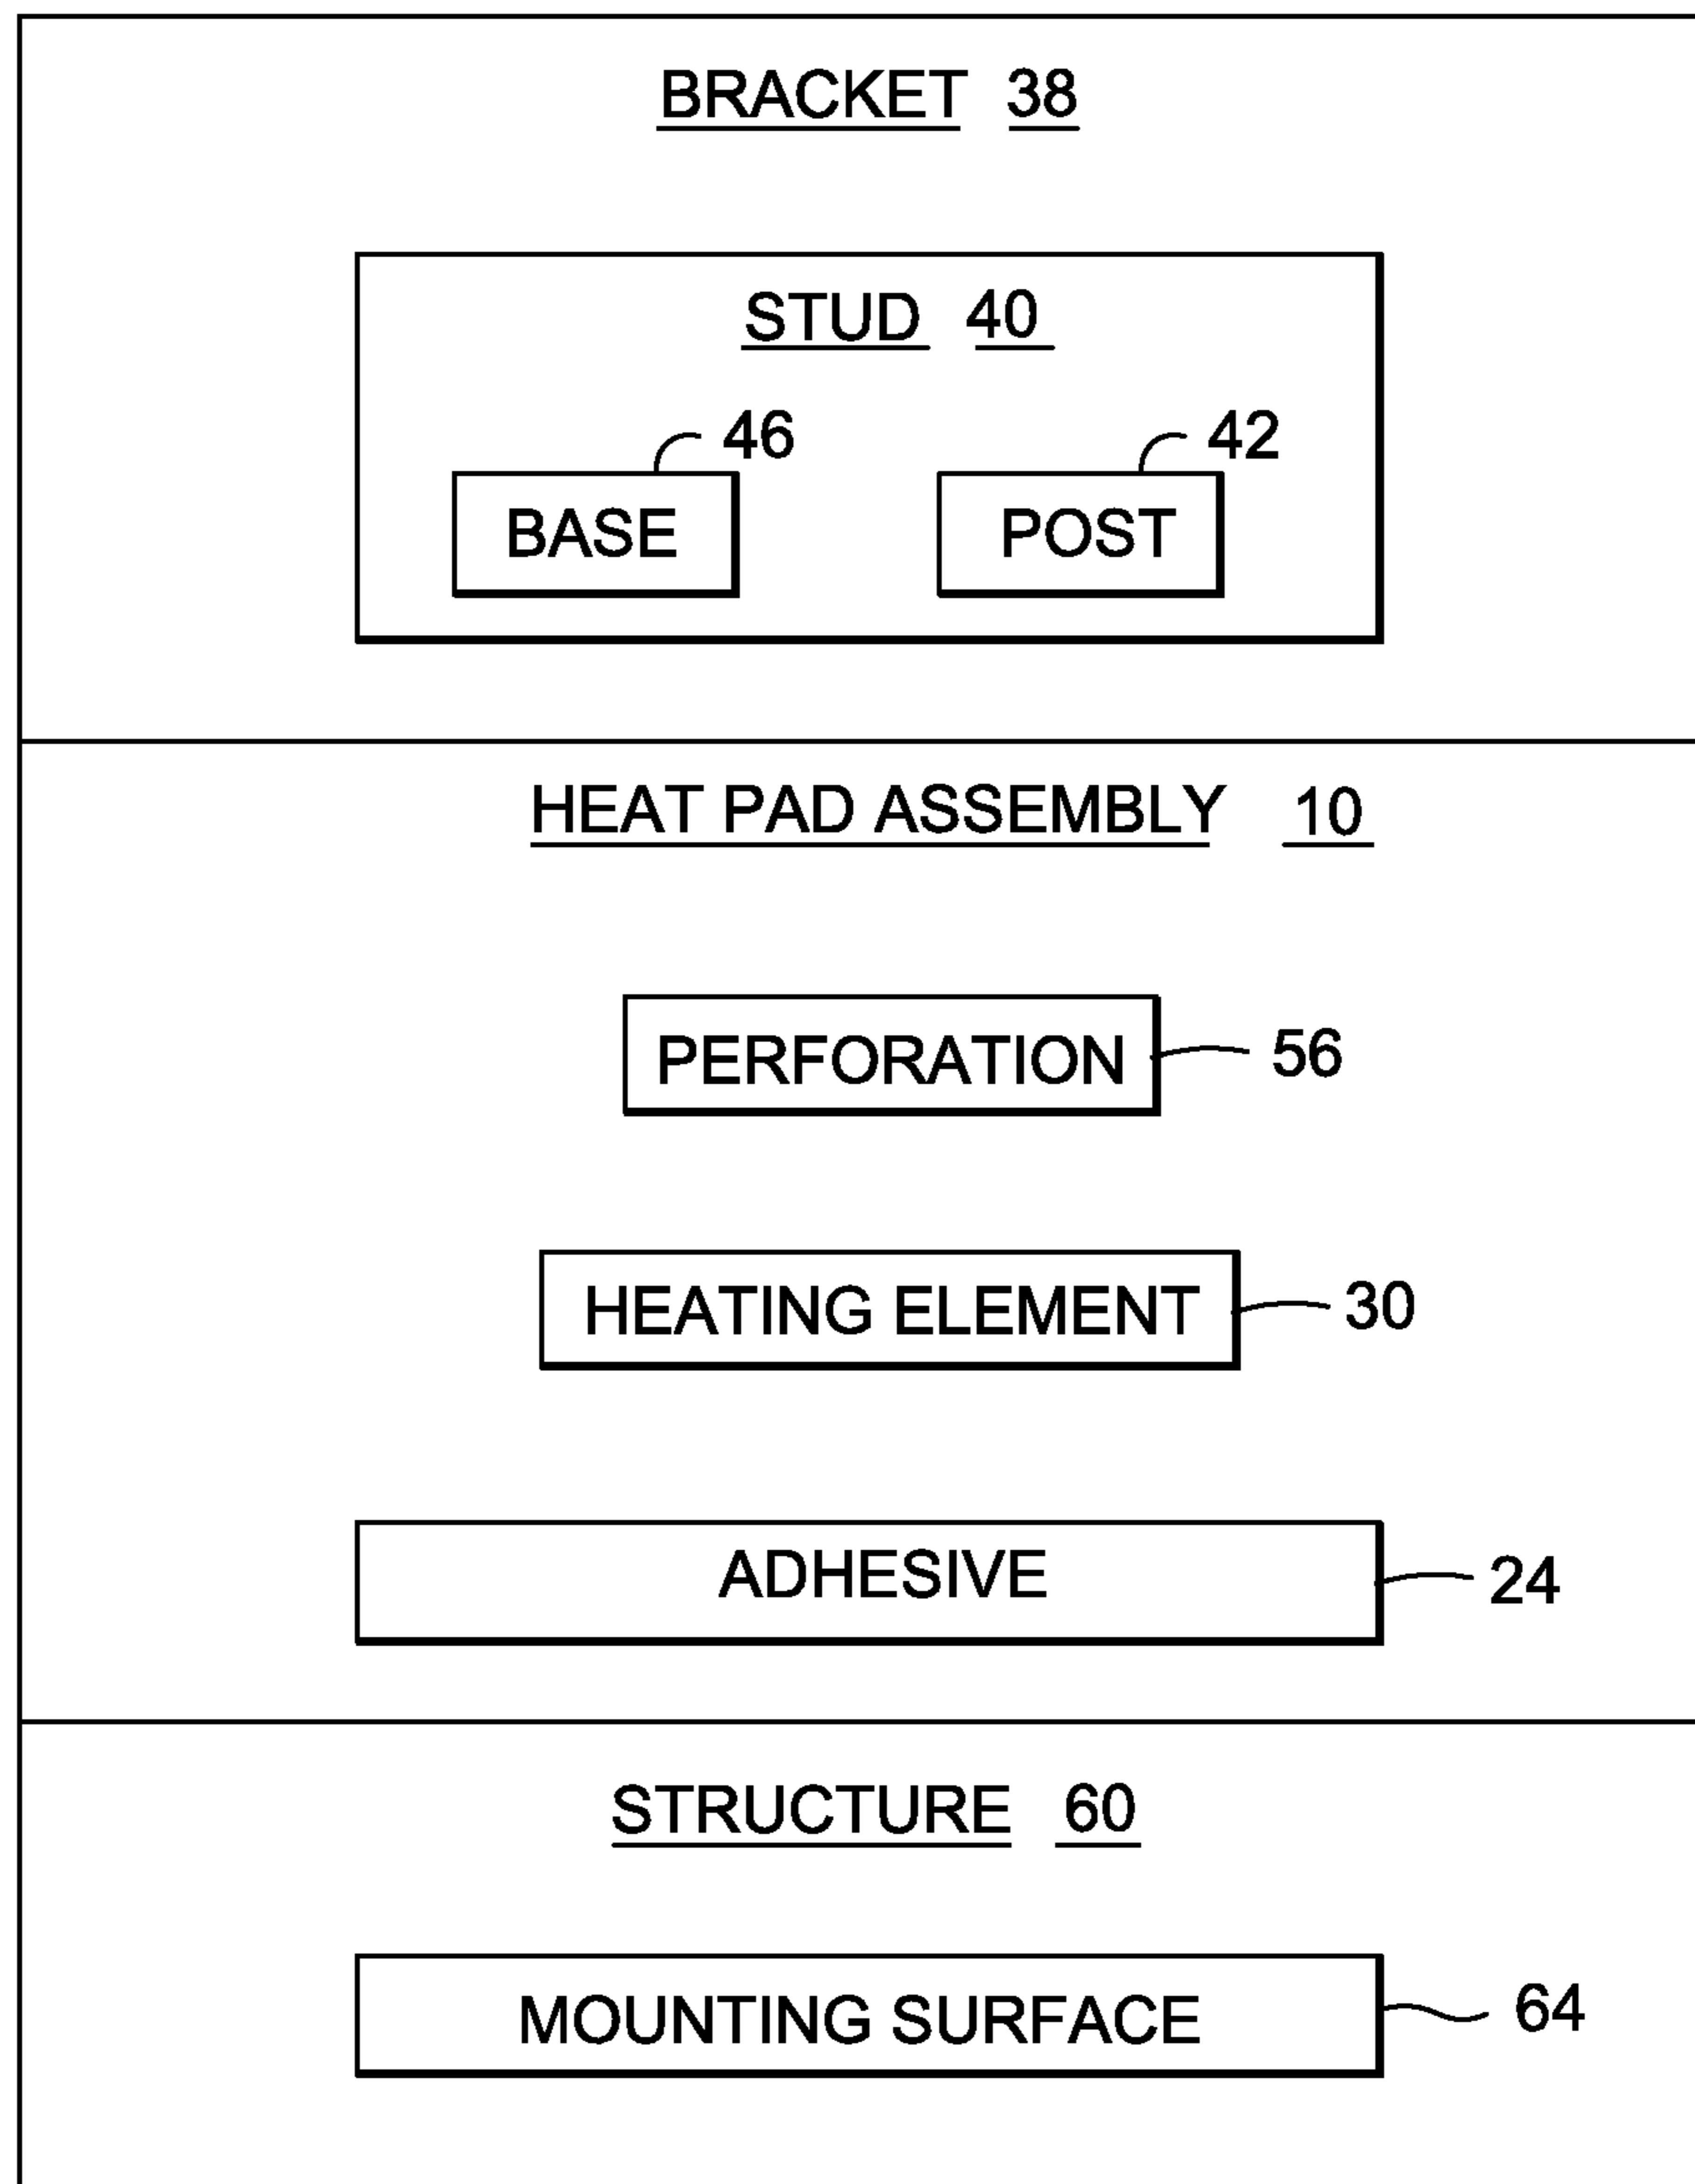 BRACKET 38
STUD 40
46 42
BASE POST
HEAT PAD ASSEMBLY 10
PERFORATION 56
HEATING ELEMENT 30
ADHESIVE 24
STRUCTURE 60
MOUNTING SURFACE 64